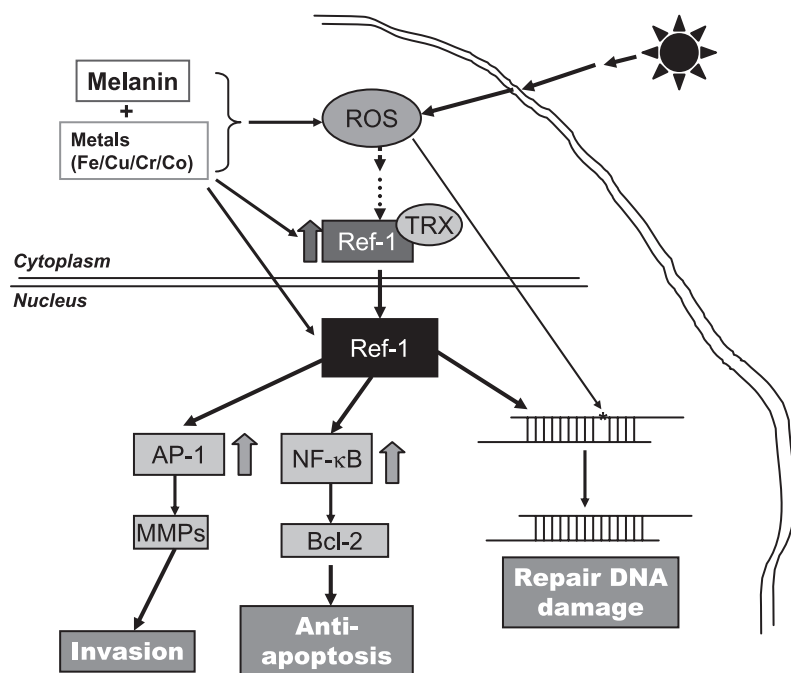 Melanin
+
Metals
(Fe/Cu/Cr/Co)
ROS
TRX
Ref-1
Cytoplasm
Nucleus
Ref-1
*
AP-1
NF-κB
MMPs
Bcl-2
Repair DNA
damage
Invasion
Anti-
apoptosis